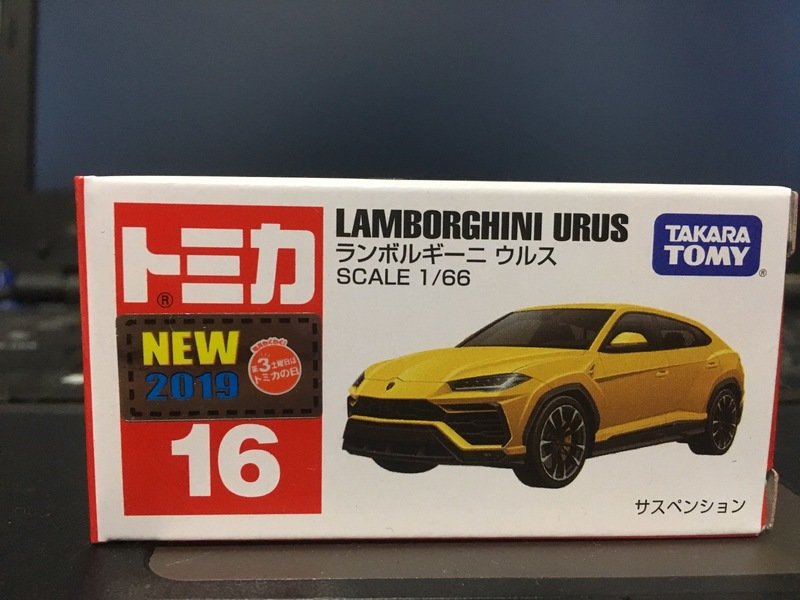 トミカ
®
NEW
2019
第3土曜日は
トミカの日
16
LAMBORGHINI URUS
ランボルギーニ ウルス
SCALE 1/66
TAKARA
TOMY
®
サスペンション